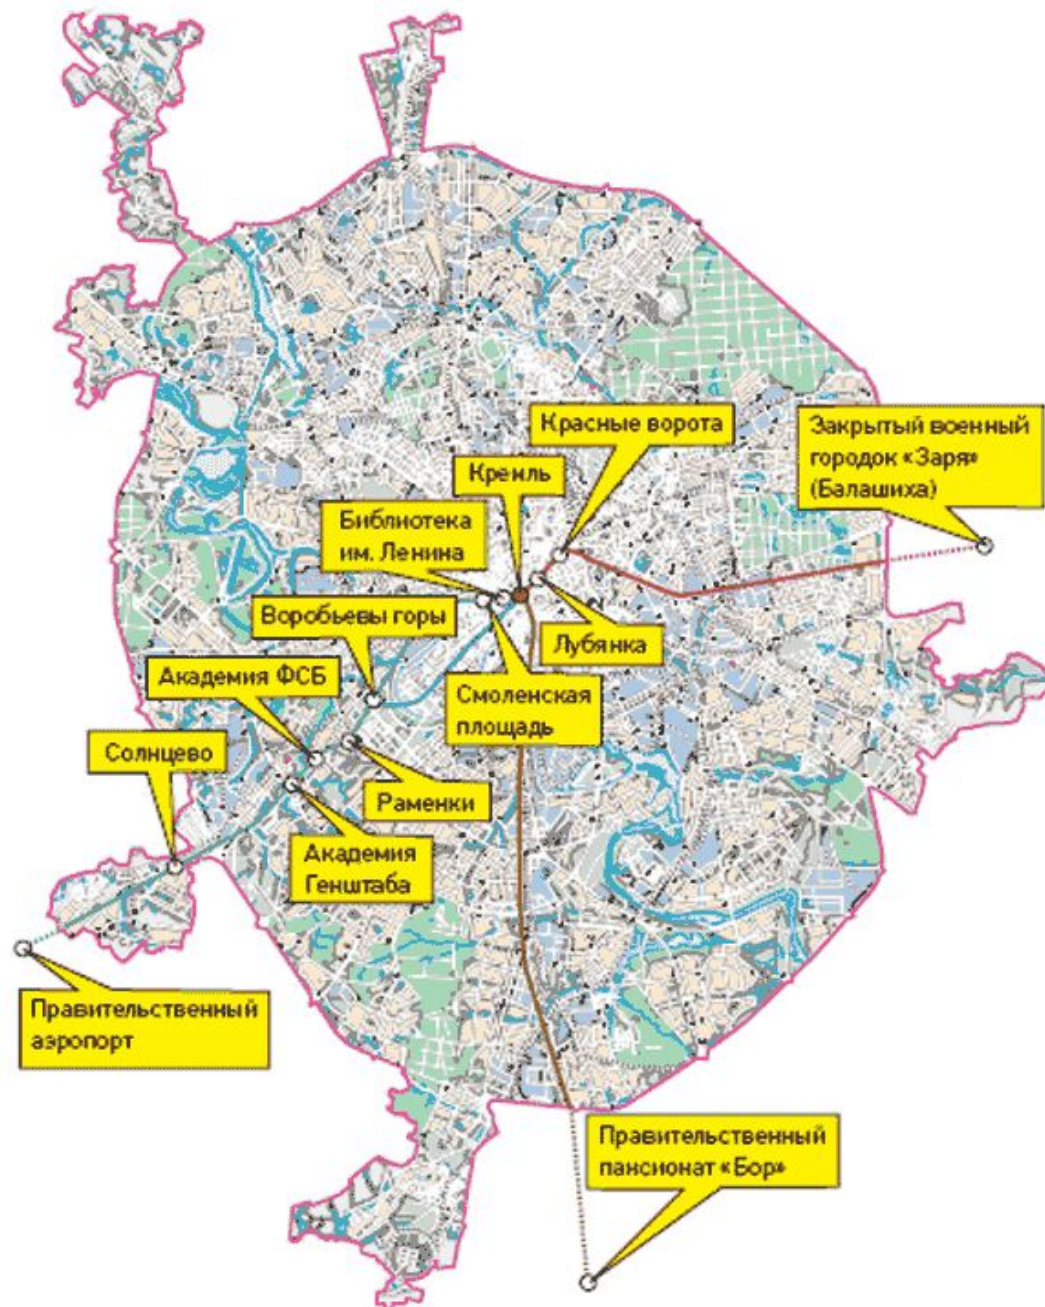 Красные ворота
Закрытый военный
городок «Заря»
(Балашиха)
Кремль
Библиотека
им. Ленина
Воробьевы горы
Лубянка
Академия ФСБ
Смоленская
площадь
Солнцево
Раменки
Академия
Генштаба
Правительственный
аэропорт
Правительственный
пансионат «Бор»